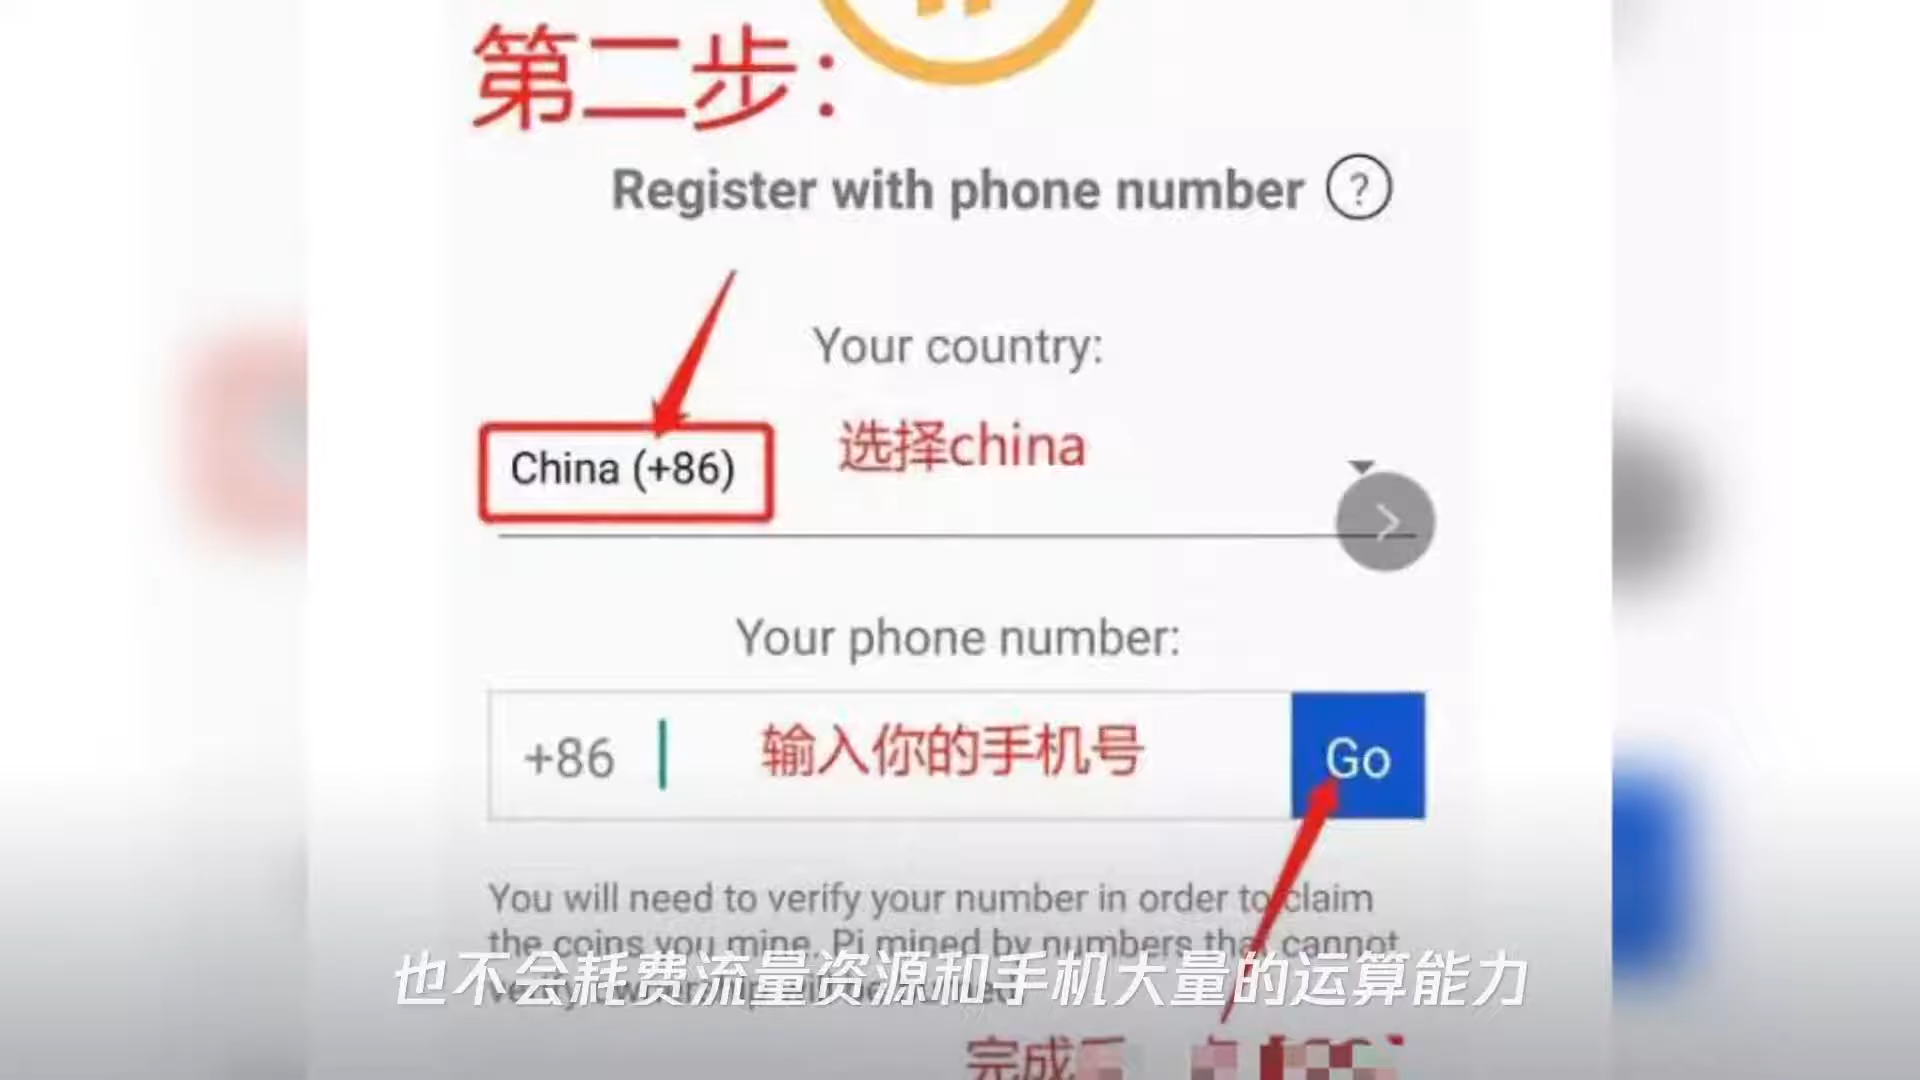 第二步：
Register with phone number ?
Your country:
China (+86)
选择china
Your phone number:
+86
输入你的手机号
Go
You will need to verify your number in order to claim
the coins you mine. Pi mined by numbers that cannot
也不会耗费流量资源和手机大量的运算能力
完成后